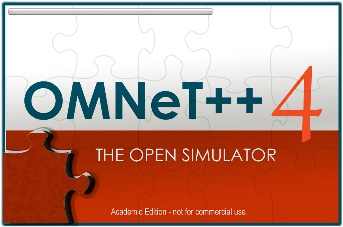 OMNeT++ 4
THE OPEN SIMULATOR
Academic Edition - not for commercial use.